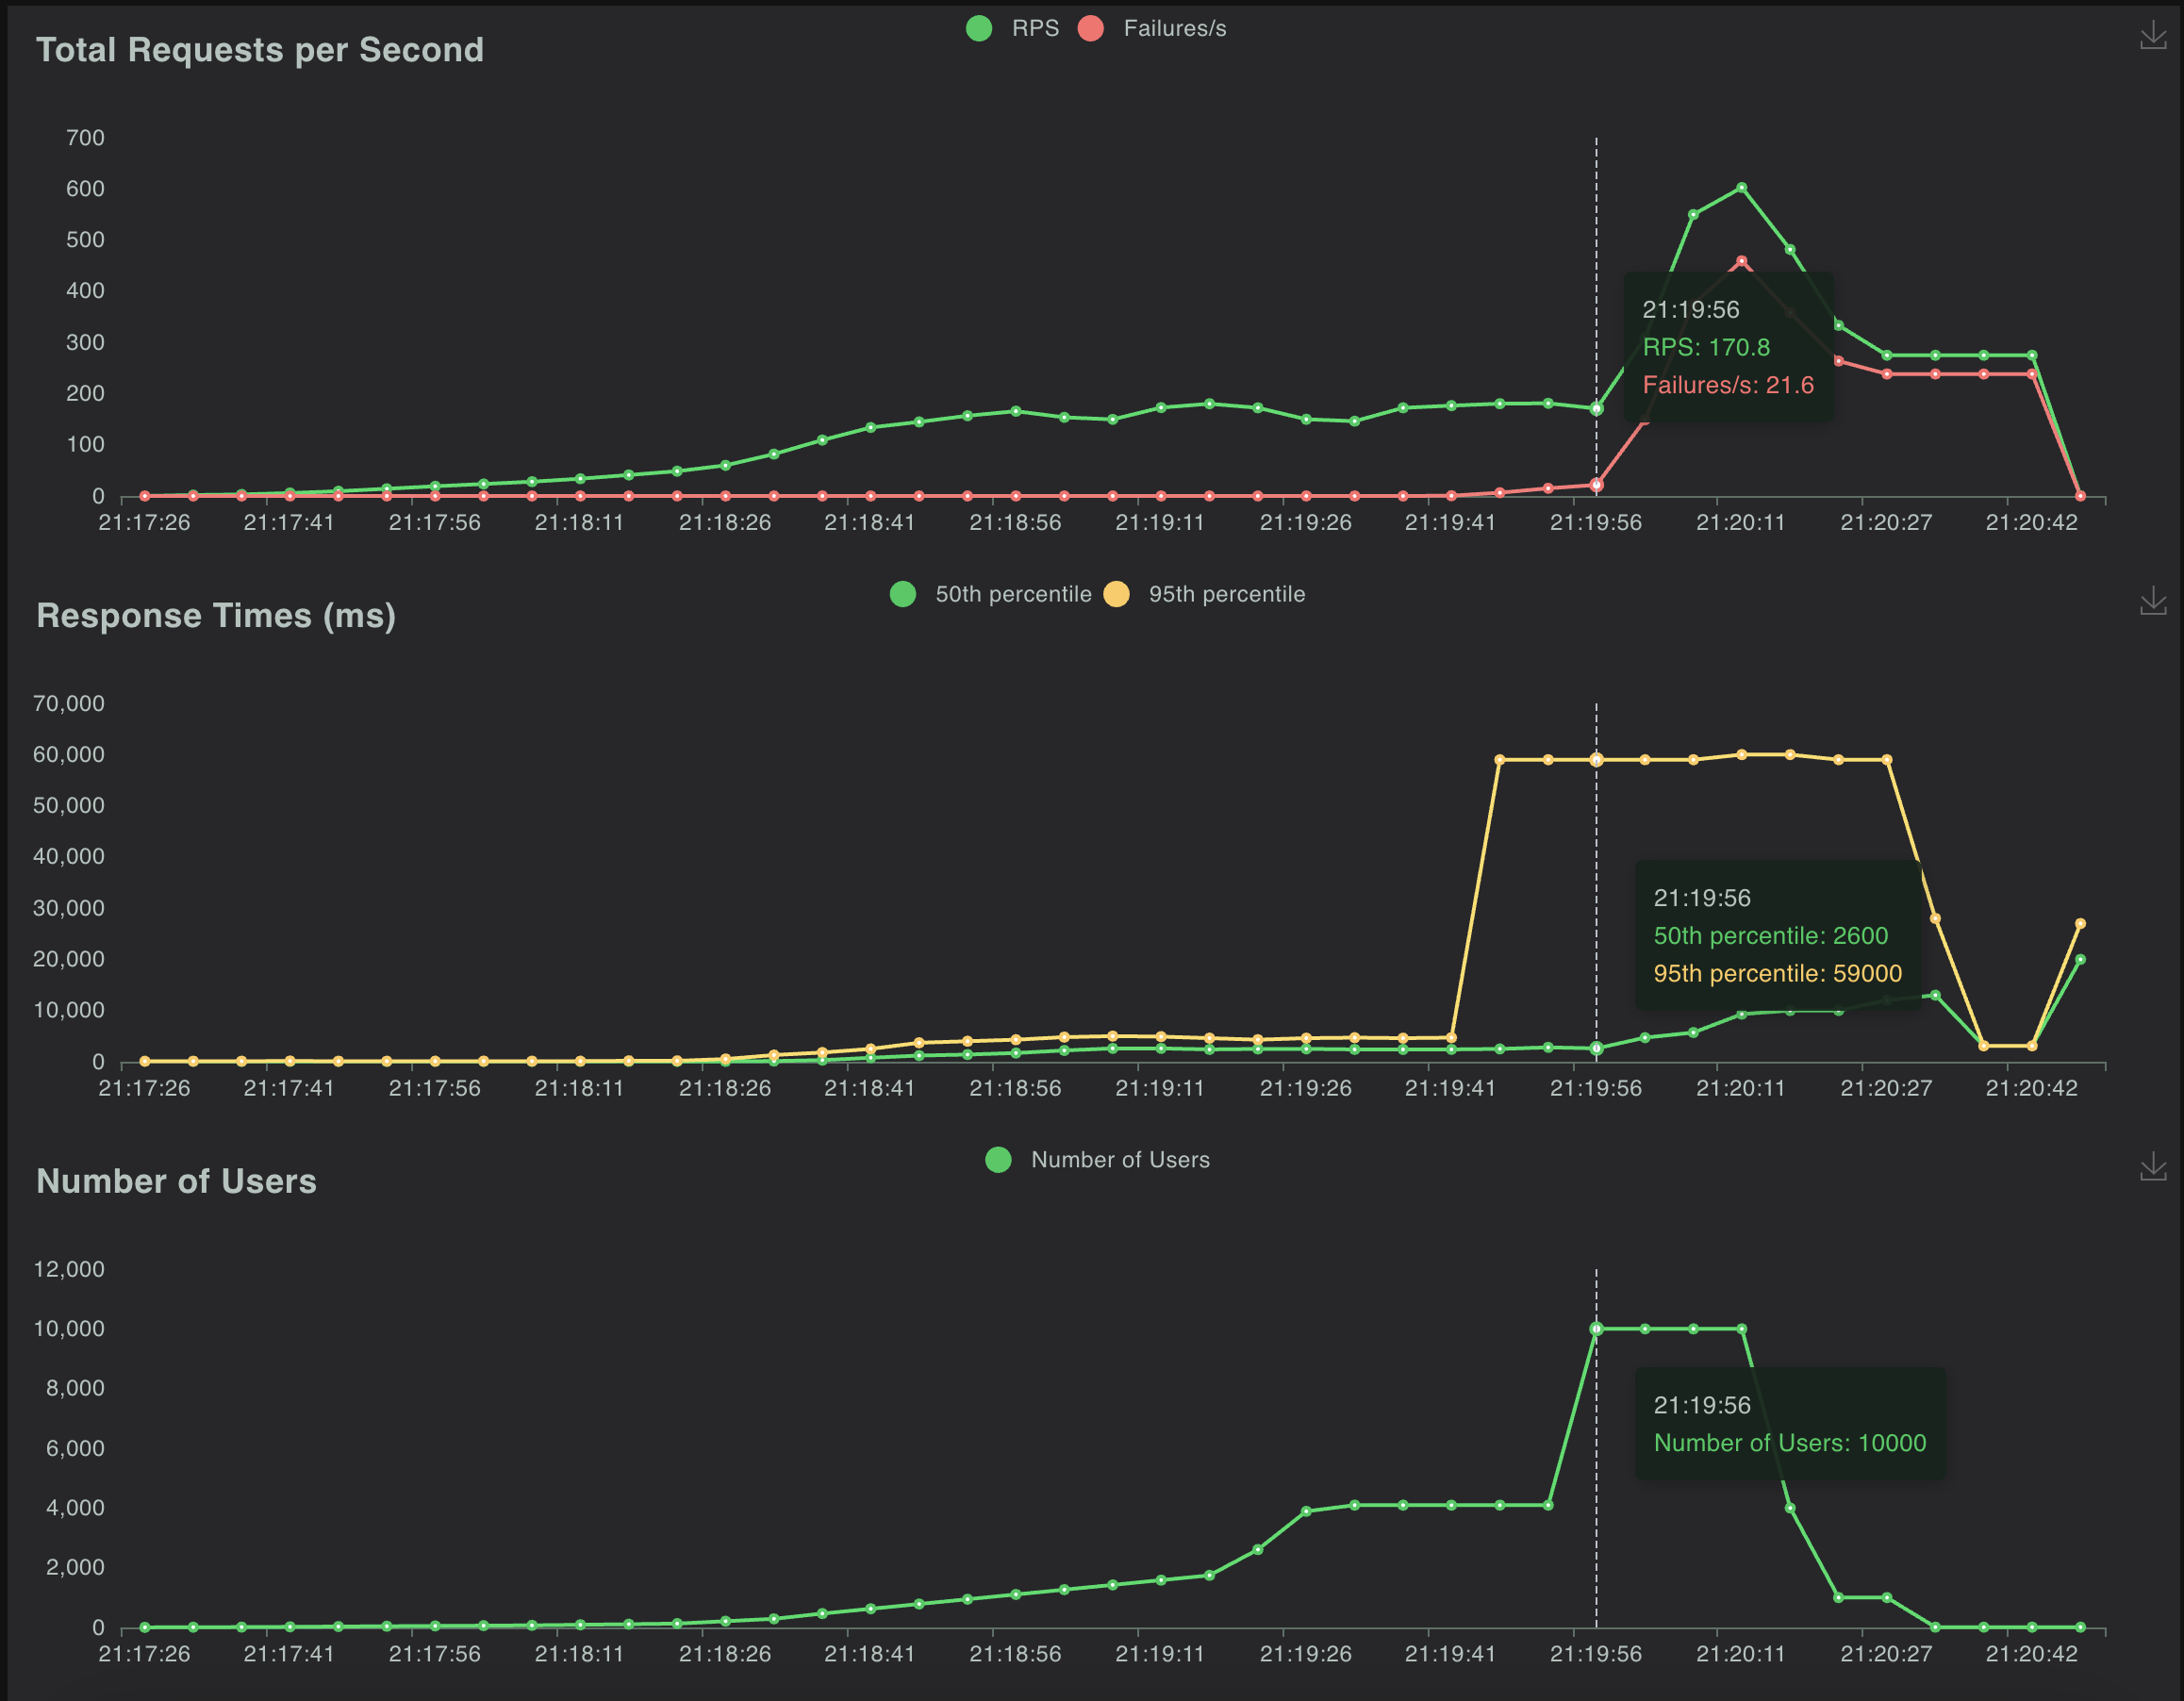 RPS Failures/s
Total Requests per Second
700
600
500
400
300
200
100
0
21:19:56
RPS: 170.8
Failures/s: 21.6
21:17:26 21:17:41 21:17:56 21:18:11 21:18:26 21:18:41 21:18:56 21:19:11 21:19:26 21:19:41 21:19:56 21:20:11 21:20:27 21:20:42
50th percentile 95th percentile
Response Times (ms)
70,000
60,000
50,000
40,000
30,000
20,000
10,000
0
21:19:56
50th percentile: 2600
95th percentile: 59000
21:17:26 21:17:41 21:17:56 21:18:11 21:18:26 21:18:41 21:18:56 21:19:11 21:19:26 21:19:41 21:19:56 21:20:11 21:20:27 21:20:42
Number of Users
Number of Users
12,000
10,000
8,000
6,000
4,000
2,000
0
21:19:56
Number of Users: 10000
21:17:26 21:17:41 21:17:56 21:18:11 21:18:26 21:18:41 21:18:56 21:19:11 21:19:26 21:19:41 21:19:56 21:20:11 21:20:27 21:20:42